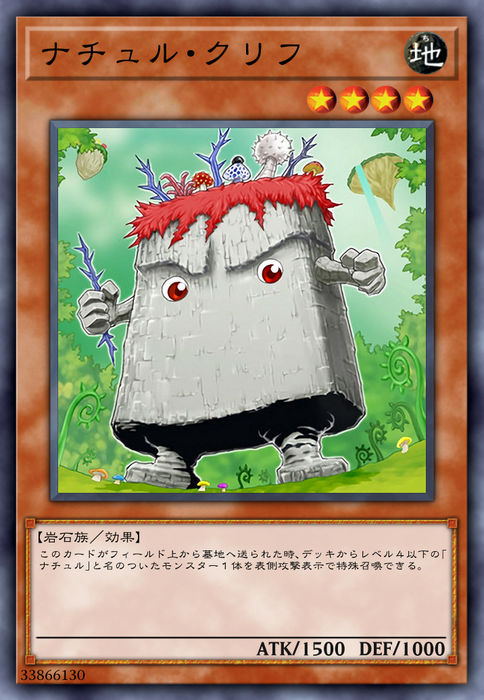 ナチュル・クリフ
ち
地
【岩石族／効果】
このカードがフィールド上から墓地へ送られた時、デッキからレベル４以下の「
ナチュル」と名のついたモンスター１体を表側攻撃表示で特殊召喚できる。
ATK/1500 DEF/1000
33866130